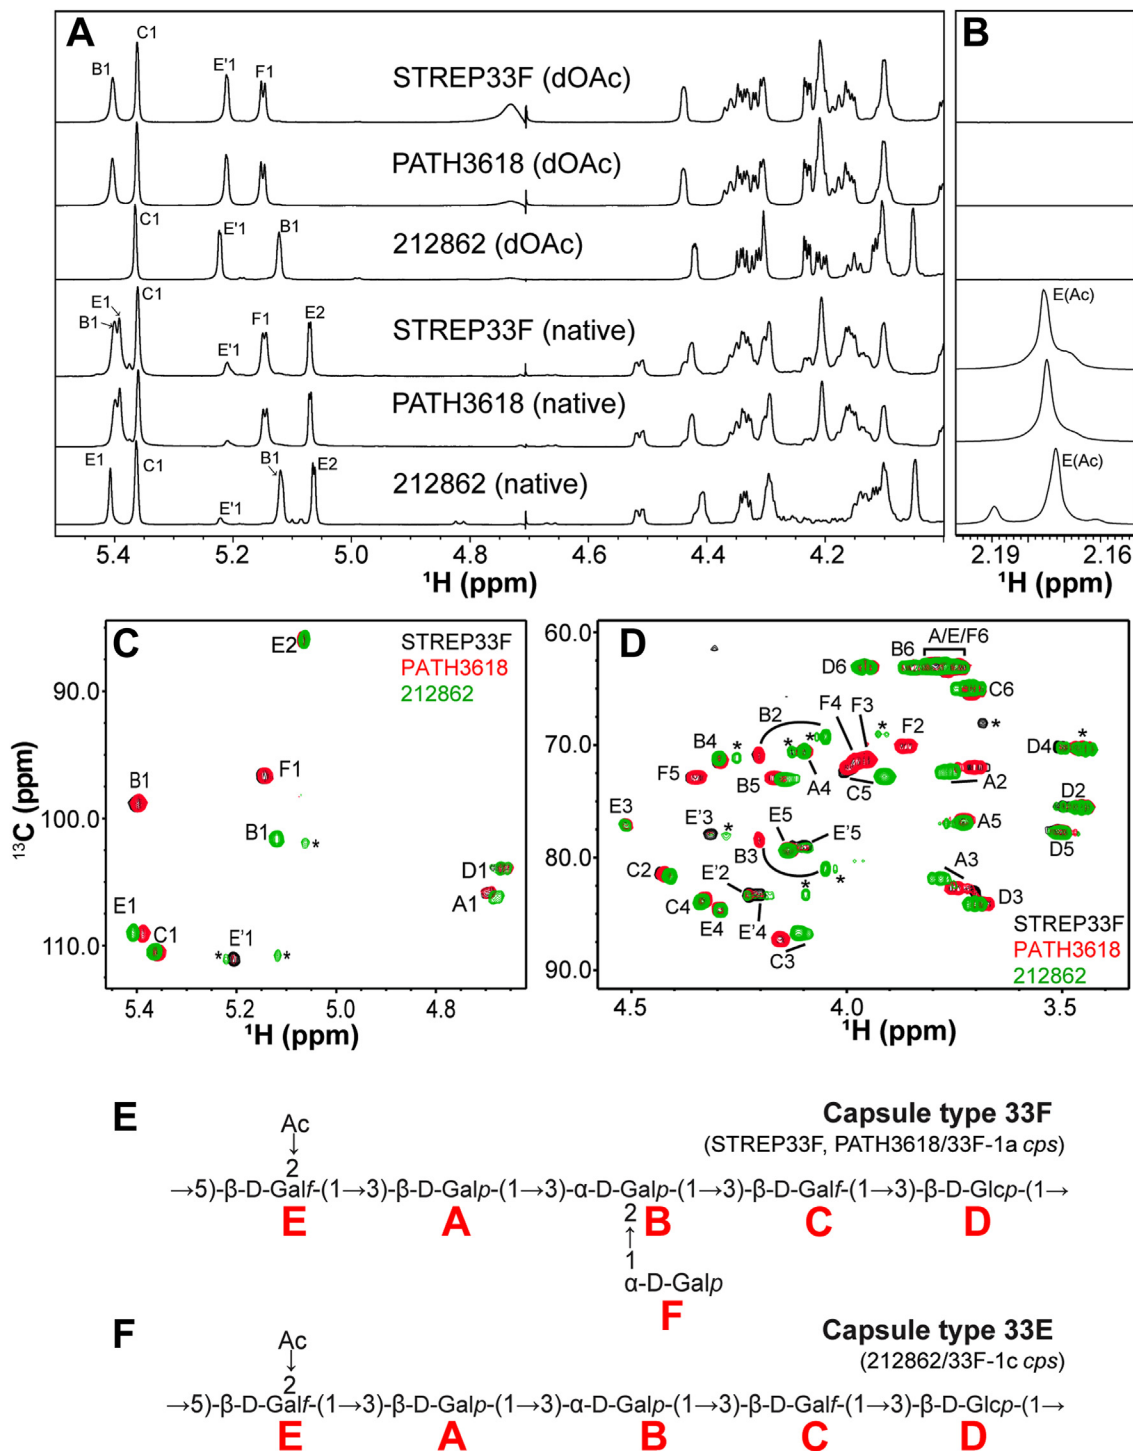 A
B
C1
B1
E'1
F1
STREP33F (dOAc)
PATH3618 (dOAc)
C1
E'1
B1
212862 (dOAc)
C1
E1
B1
E'1
F1
E2
STREP33F (native)
E(Ac)
PATH3618 (native)
E1
C1
E'1
B1
E2
212862 (native)
E(Ac)
5.4 5.2 5.0 4.8 4.6 4.4 4.2
2.19 2.16
¹H (ppm)
¹H (ppm)
C
STREP33F
PATH3618
212862
E2
90.0
B1
F1
100.0
B1
*
D1
A1
E1
C1
E'1
* *
110.0
¹³C (ppm)
5.4 5.2 5.0 4.8
¹H (ppm)
D
60.0
A/E/F6
B6
D6
C6
F4 F3
*
B2
*
F2
B4 * * *
D4 *
70.0
F5
B5
A4
C5
A2
D2
E3
E'3 *
E5
E'5
A5
D5
B3
80.0
C2
E'2
* *
A3
*
D3
C4
E4
E'4
C3
STREP33F
PATH3618
212862
90.0
4.5 4.0 3.5
¹H (ppm)
E
Capsule type 33F
(STREP33F, PATH3618/33F-1a cps)
Ac
↓
2
→5)-β-D-Galf-(1→3)-β-D-Galp-(1→3)-α-D-Galp-(1→3)-β-D-Galf-(1→3)-β-D-Glcp-(1→
E A B C D
2
↑
1
α-D-Galp
F
F
Capsule type 33E
(212862/33F-1c cps)
Ac
↓
2
→5)-β-D-Galf-(1→3)-β-D-Galp-(1→3)-α-D-Galp-(1→3)-β-D-Galf-(1→3)-β-D-Glcp-(1→
E A B C D